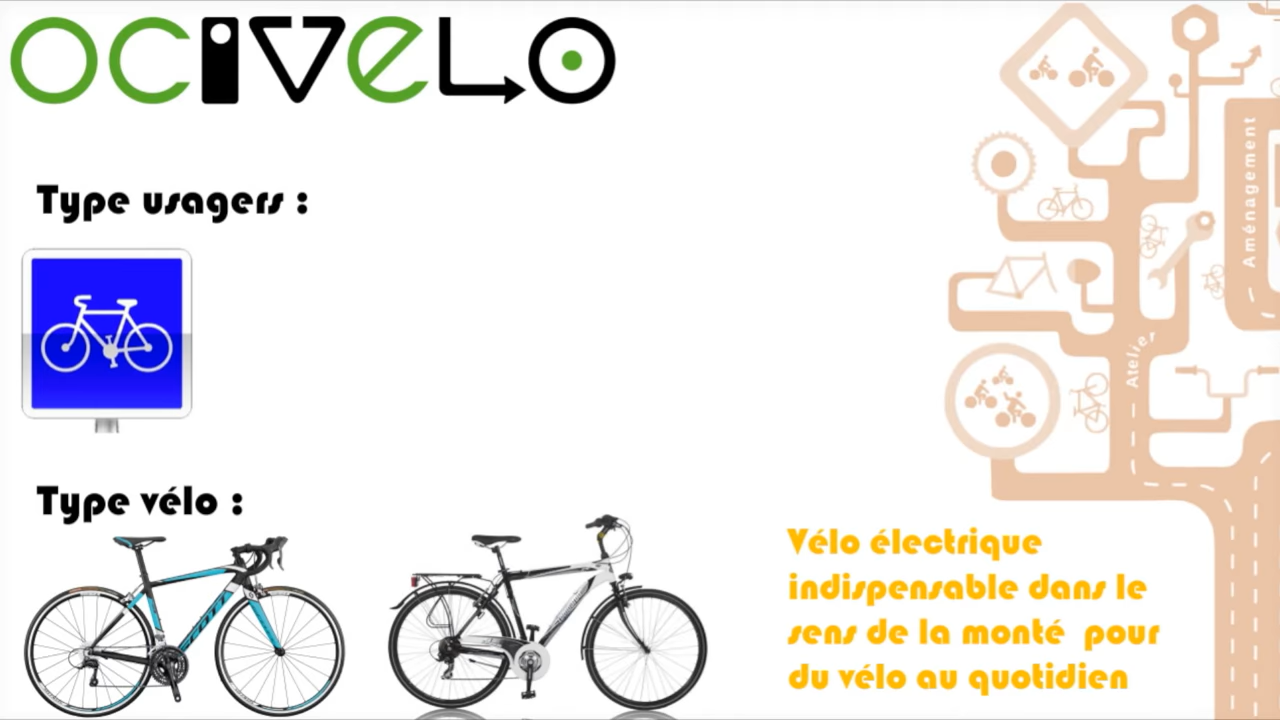 OCIVELO
Type usagers :
Type vélo :
Vélo électrique
indispensable dans le
sens de la monté pour
du vélo au quotidien
SCOTT
Aménagement
Atelier